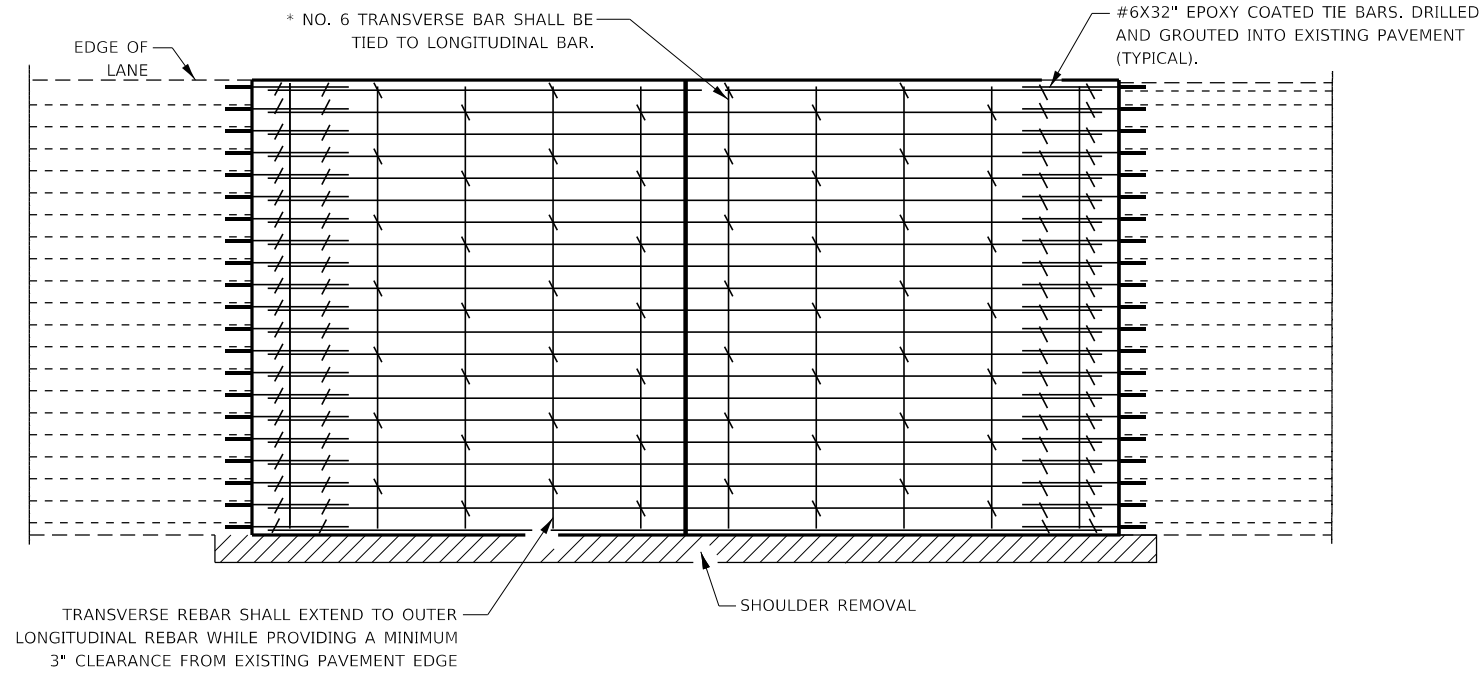 * NO. 6 TRANSVERSE BAR SHALL BE
TIED TO LONGITUDINAL BAR.
#6X32" EPOXY COATED TIE BARS. DRILLED
AND GROUTED INTO EXISTING PAVEMENT
(TYPICAL).
EDGE OF
LANE
TRANSVERSE REBAR SHALL EXTEND TO OUTER
LONGITUDINAL REBAR WHILE PROVIDING A MINIMUM
3" CLEARANCE FROM EXISTING PAVEMENT EDGE
SHOULDER REMOVAL